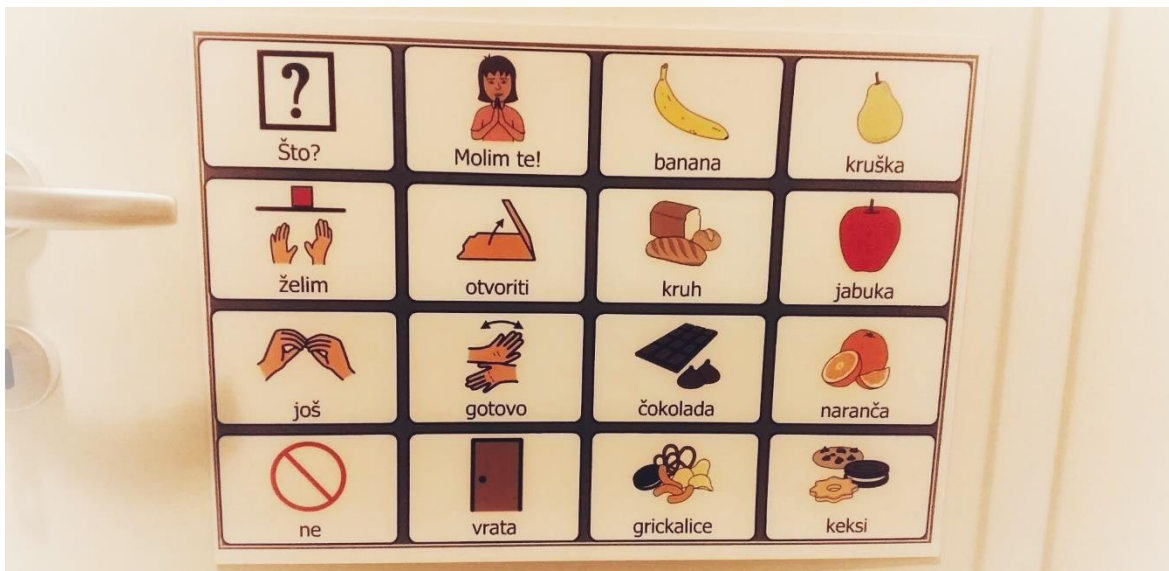 ?
Što?
Molim te!
banana
kruška
želim
otvoriti
kruh
jabuka
još
gotovo
čokolada
naranča
ne
vrata
grickalice
keksi